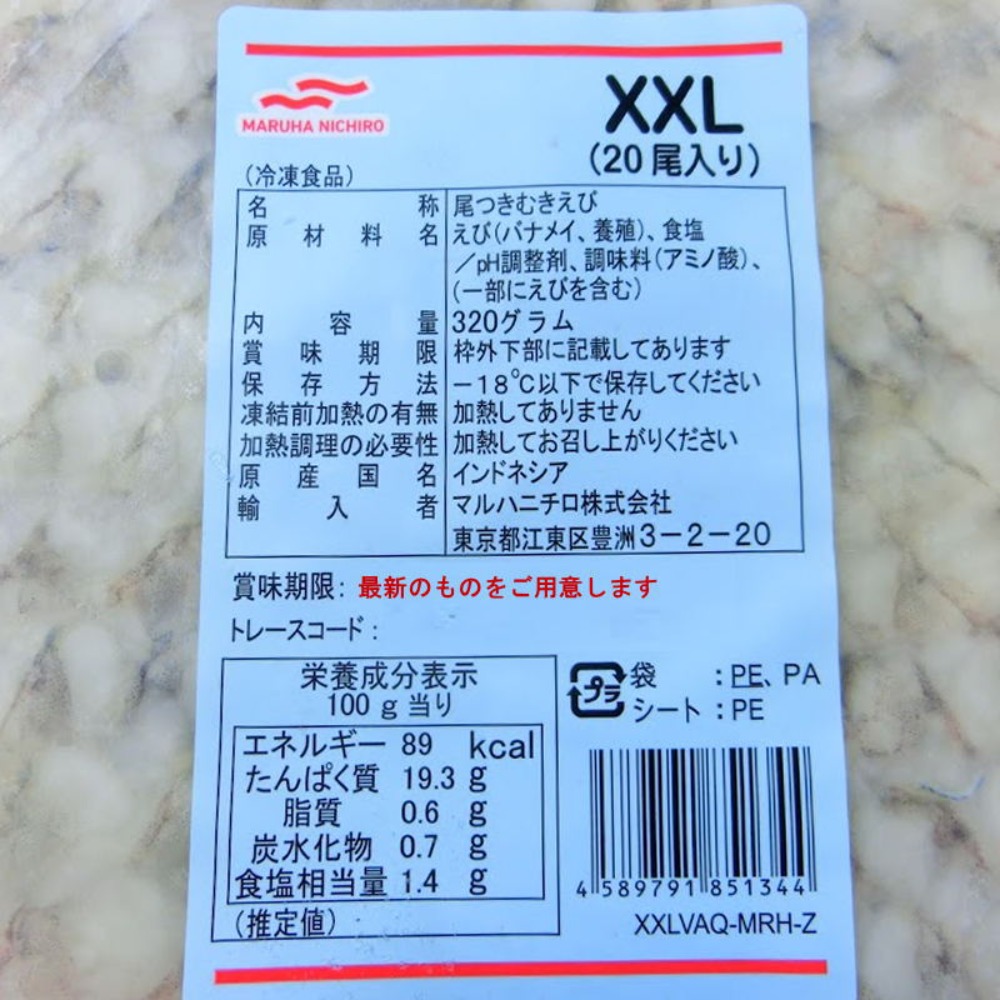 MARUHA NICHIRO
XXL
(20尾入り)
(冷凍食品)
名称 尾つきむきえび
原材料名 えび(バナメイ、養殖)、食塩
/pH調整剤、調味料(アミノ酸)、
(一部にえびを含む)
内容量 320グラム
賞味期限 枠外下部に記載してあります
保存方法 −18℃以下で保存してください
凍結前加熱の有無 加熱してありません
加熱調理の必要性 加熱してお召し上がりください
原産国名 インドネシア
輸入者 マルハニチロ株式会社
東京都江東区豊洲3−2−20
賞味期限: 最新のものをご用意します
トレースコード:
栄養成分表示
100g当り
エネルギー 89 kcal
たんぱく質 19.3 g
脂質 0.6 g
炭水化物 0.7 g
食塩相当量 1.4 g
(推定値)
プラ
袋 :PE、PA
シート :PE
4 589791 851344
XXLVAQ-MRH-Z